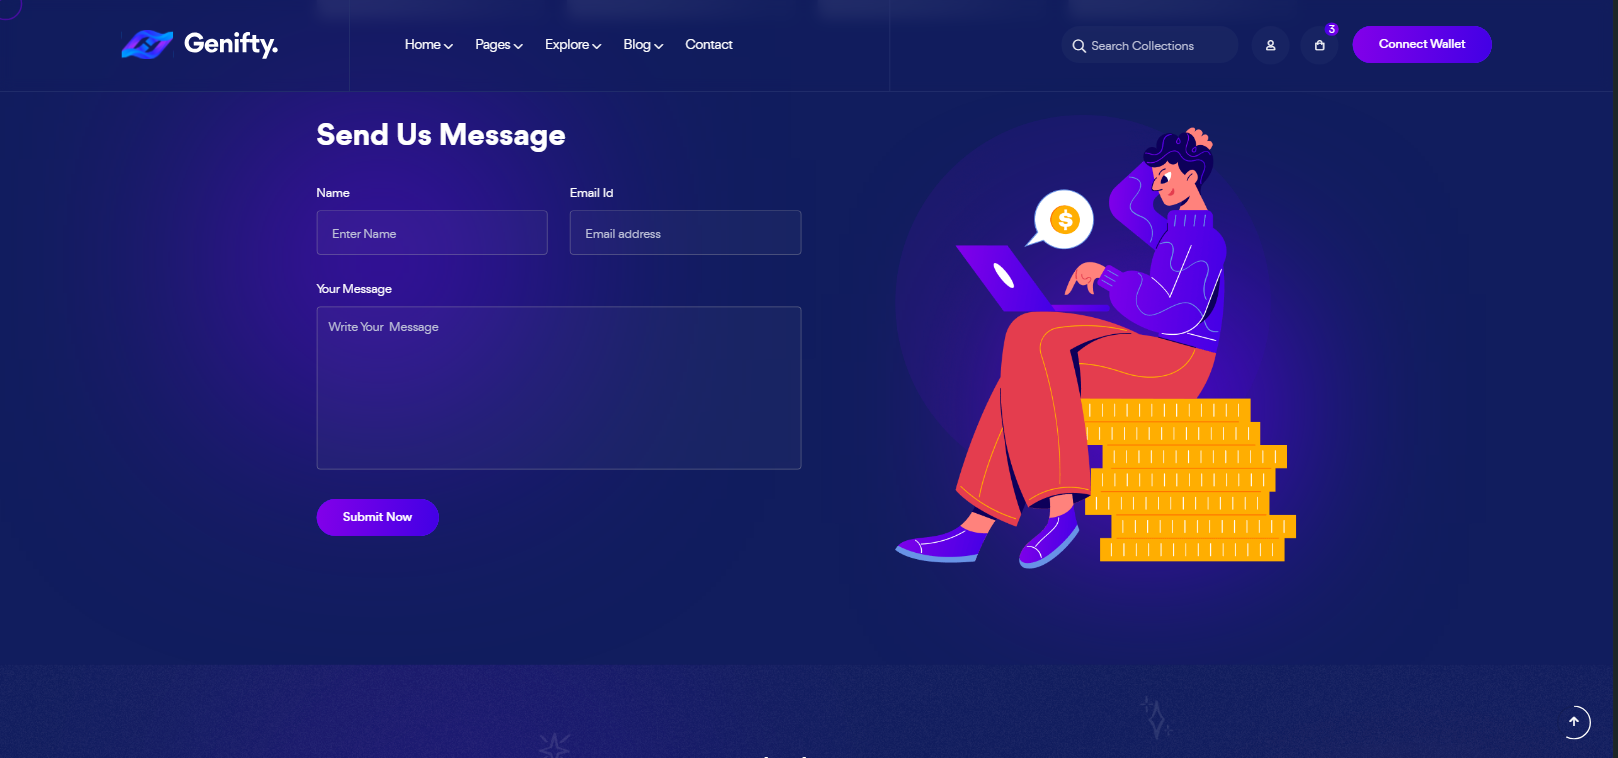 Genifty.
Home Pages Explore Blog Contact
Search Collections
3
Connect Wallet
Send Us Message
Name
Email Id
Enter Name
Email address
Your Message
Write Your  Message
$
Submit Now